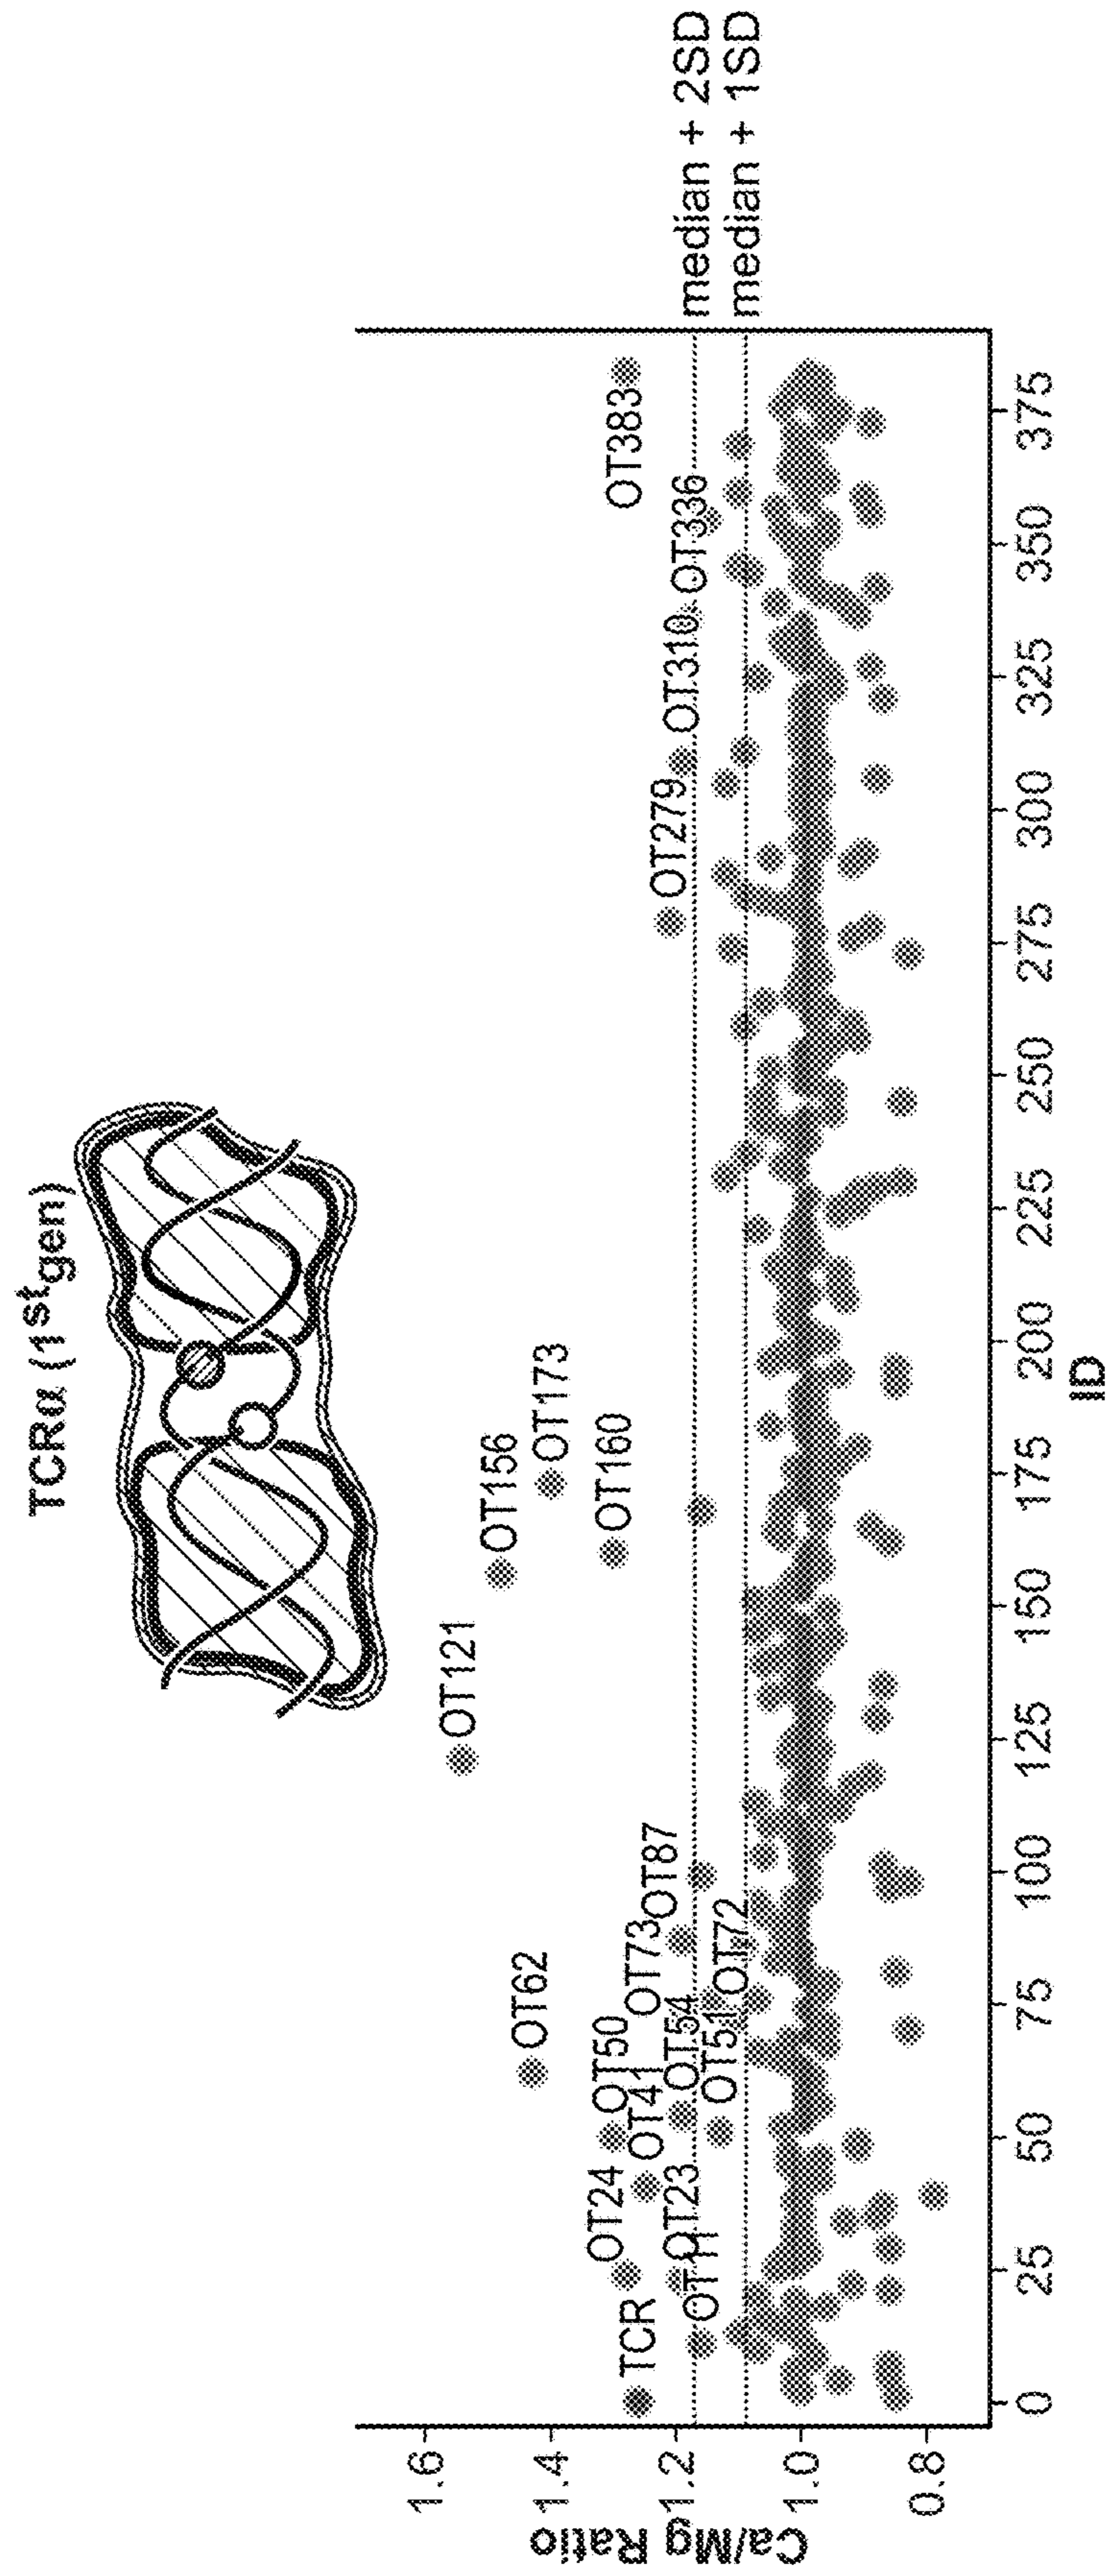 TCRα (1st gen)
Ca/Mg Ratio
1.6
1.4
1.2
1.0
0.8
OT121
OT156
OT62
OT173
OT160
OT50
OT24
OT383
TCR
OT41
OT73
OT87
OT279
OT54
OT23
OT310
OT336
OT11
OT51
OT72
median + 2SD
median + 1SD
0 25 50 75 100 125 150 175 200 225 250 275 300 325 350 375
ID